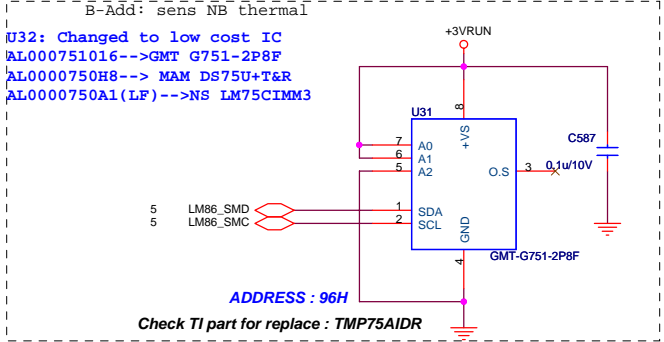 B-Add: sens NB thermal
U32: Changed to low cost IC
AL000751016-->GMT G751-2P8F
AL0000750H8--> MAM DS75U+T&R
AL0000750A1(LF)-->NS LM75CIMM3
+3VRUN
U31
8
C587
+VS
7 A0
6 A1
5 A2
O.S 3
0.1u/10V
5 LM86_SMD 1 SDA
5 LM86_SMC 2 SCL
GND
4
GMT-G751-2P8F
ADDRESS : 96H
Check TI part for replace : TMP75AIDR